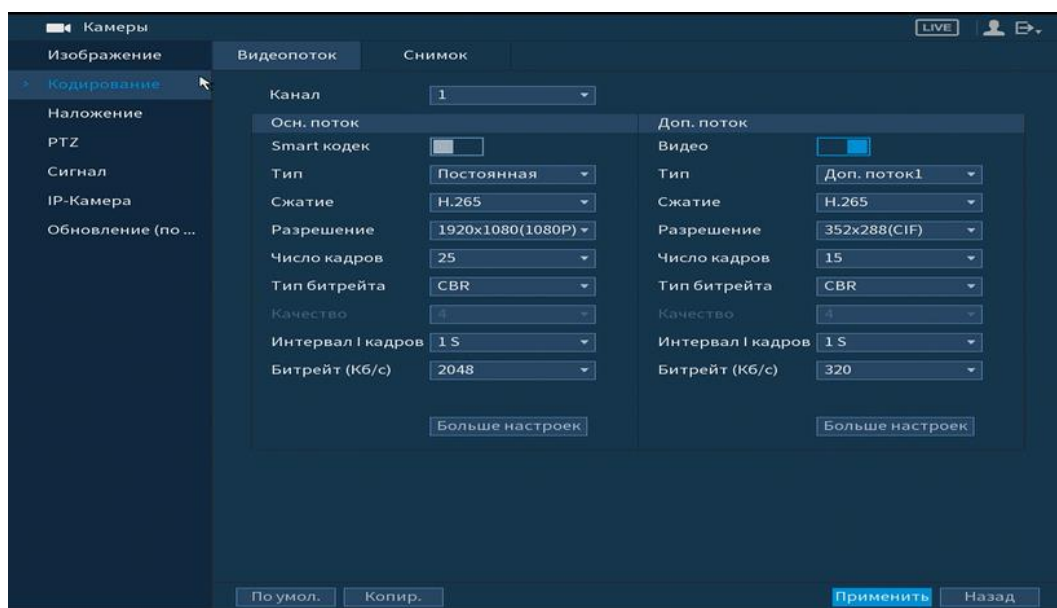 Камеры LIVE
Изображение Видеопоток Снимок
Кодирование
Канал 1
Наложение
Осн. поток Доп. поток
PTZ Smart кодек Видео
Сигнал Тип Постоянная Тип Доп. поток1
IP-Камера Сжатие H.265 Сжатие H.265
Обновление (по ... Разрешение 1920x1080(1080P) Разрешение 352x288(CIF)
Число кадров 25 Число кадров 15
Тип битрейта CBR Тип битрейта CBR
Качество 4 Качество 4
Интервал I кадров 1 S Интервал I кадров 1 S
Битрейт (Кб/с) 2048 Битрейт (Кб/с) 320
Больше настроек Больше настроек
По умол. Копир. Применить Назад